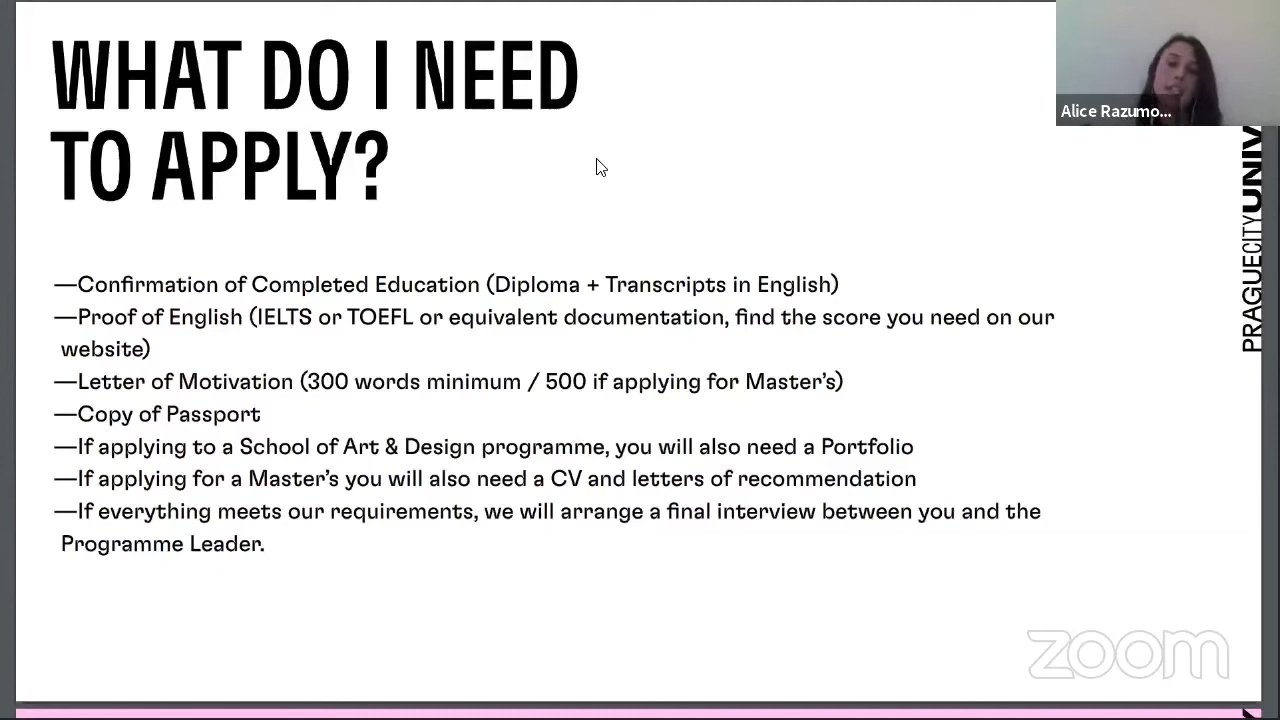 WHAT DO I NEED
TO APPLY?
Alice Razumo...
PRAGUECITYUNIV
—Confirmation of Completed Education (Diploma + Transcripts in English)
—Proof of English (IELTS or TOEFL or equivalent documentation, find the score you need on our
website)
—Letter of Motivation (300 words minimum / 500 if applying for Master's)
—Copy of Passport
—If applying to a School of Art & Design programme, you will also need a Portfolio
—If applying for a Master's you will also need a CV and letters of recommendation
—If everything meets our requirements, we will arrange a final interview between you and the
Programme Leader.
zoom